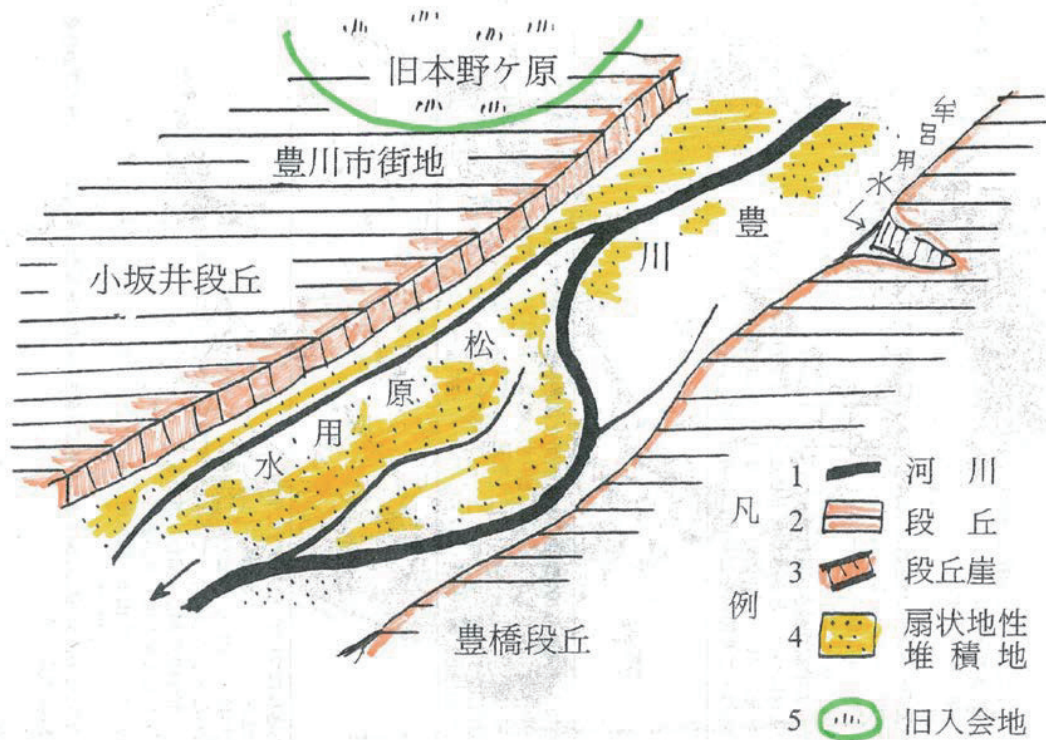 旧本野ケ原
豊川市街地
小坂井段丘
牟呂用水
豊川
松原用水
豊橋段丘
凡例
1 河川
2 段丘
3 段丘崖
4 扇状地性
堆積地
5 旧入会地